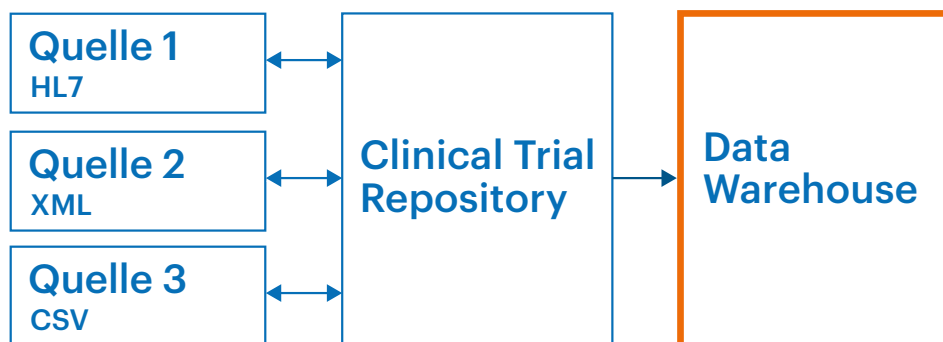 Quelle 1
HL7
Quelle 2
XML
Quelle 3
CSV
Clinical Trial
Repository
Data
Warehouse